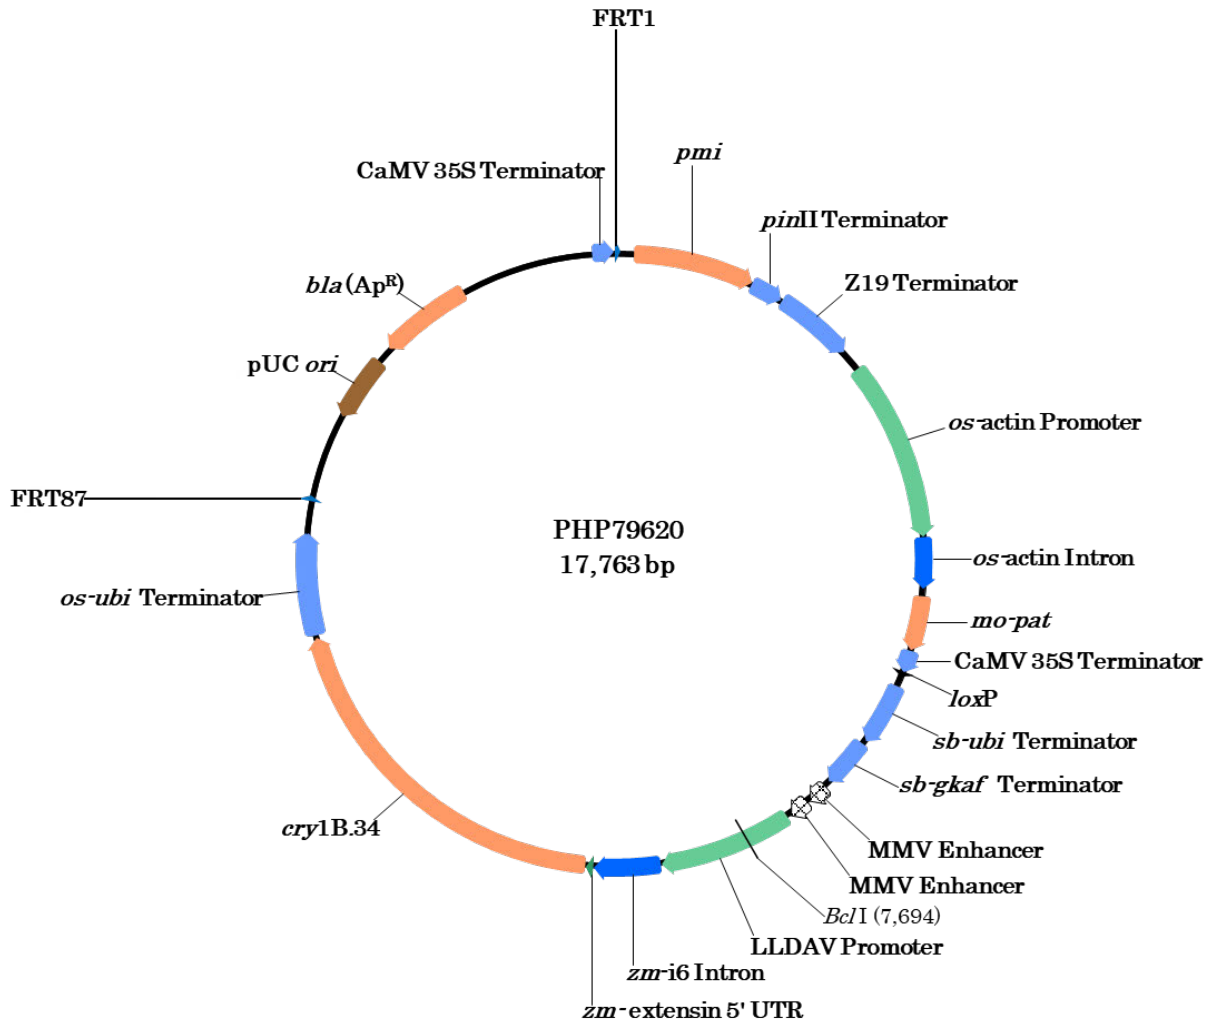 FRT1
pmi
CaMV 35S Terminator
pinII Terminator
Z19 Terminator
bla (Apᴿ)
pUC ori
os-actin Promoter
FRT87
PHP79620
17,763 bp
os-actin Intron
os-ubi Terminator
mo-pat
CaMV 35S Terminator
loxP
sb-ubi Terminator
sb-gkaf Terminator
cry1B.34
MMV Enhancer
MMV Enhancer
BclI (7,694)
LLDAV Promoter
zm-i6 Intron
zm-extensin 5' UTR